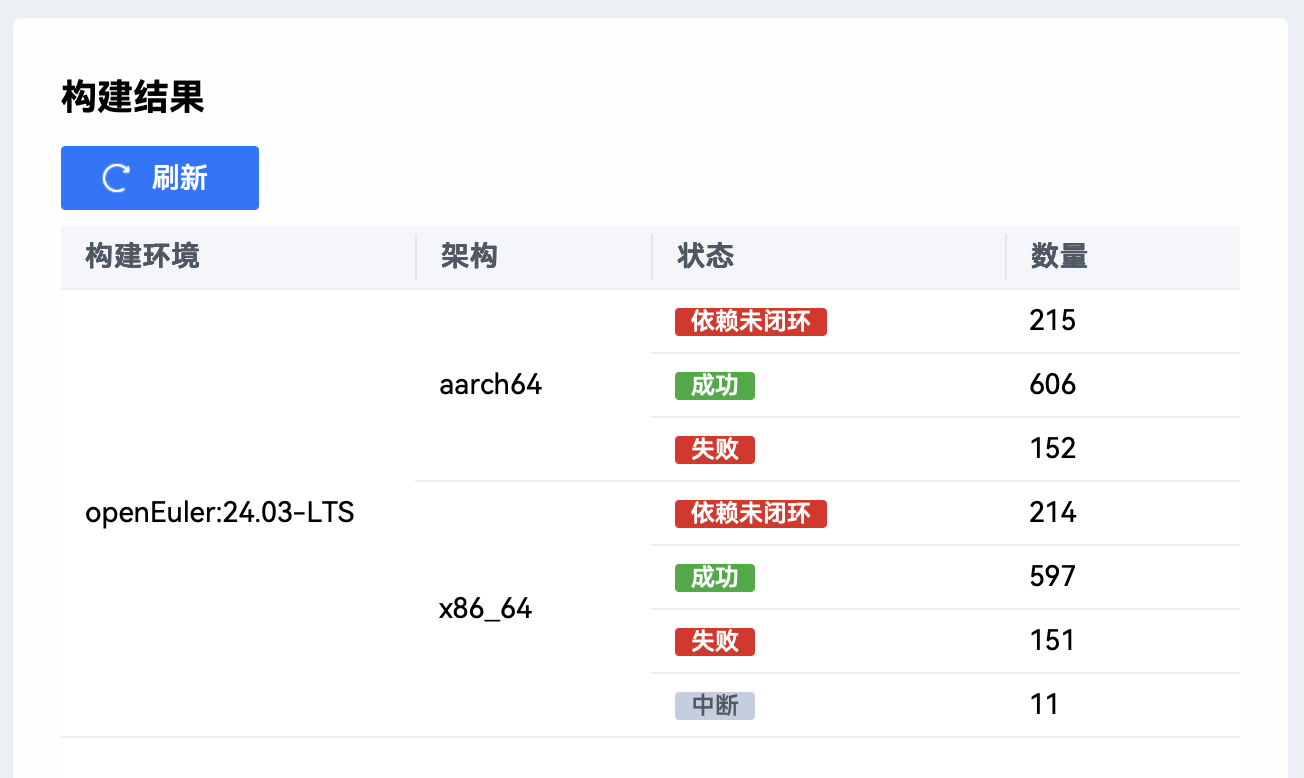 构建结果
刷新
构建环境 架构 状态 数量
openEuler:24.03-LTS aarch64 依赖未闭环 215
成功 606
失败 152
x86_64 依赖未闭环 214
成功 597
失败 151
中断 11